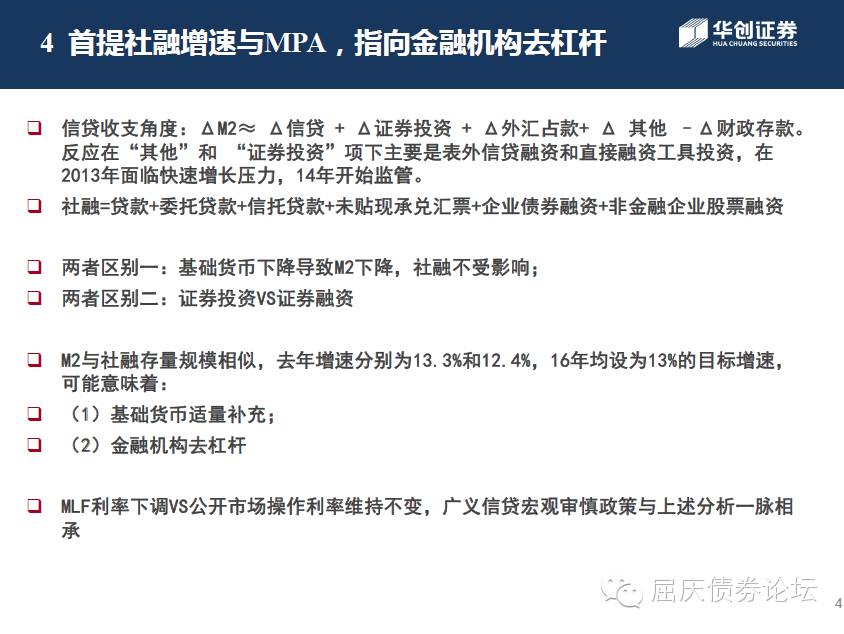 4 首提社融增速与MPA，指向金融机构去杠杆
华创证券
HUA CHUANG SECURITIES
信贷收支角度：ΔM2≈ Δ信贷 + Δ证券投资 + Δ外汇占款+ Δ 其他 -Δ财政存款。
反应在“其他”和 “证券投资”项下主要是表外信贷融资和直接融资工具投资，在
2013年面临快速增长压力，14年开始监管。
社融=贷款+委托贷款+信托贷款+未贴现承兑汇票+企业债券融资+非金融企业股票融资
两者区别一：基础货币下降导致M2下降，社融不受影响；
两者区别二：证券投资VS证券融资
M2与社融存量规模相似，去年增速分别为13.3%和12.4%，16年均设为13%的目标增速，
可能意味着：
（1）基础货币适量补充；
（2）金融机构去杠杆
MLF利率下调VS公开市场操作利率维持不变，广义信贷宏观审慎政策与上述分析一脉相
承
屈庆债券论坛
4